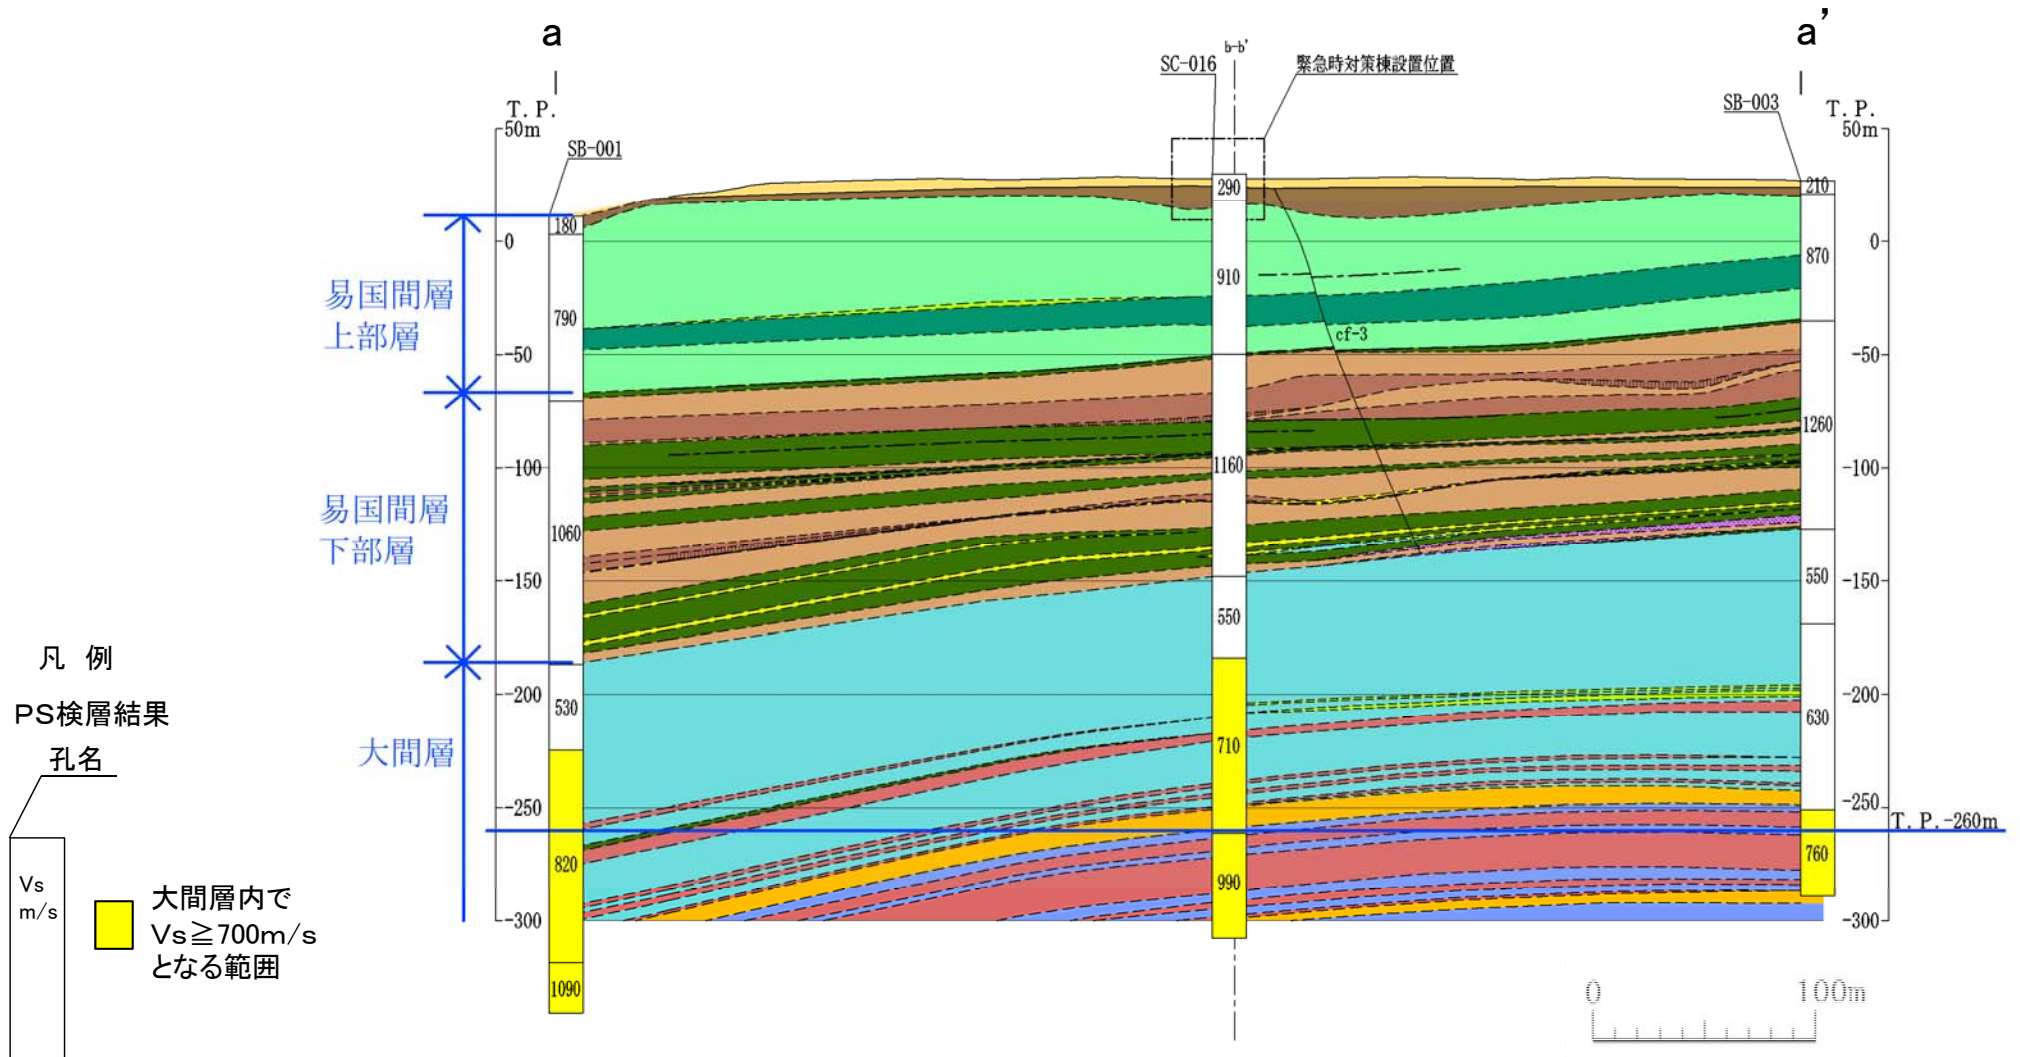 a
a’
b-b'
SC-016
緊急時対策棟設置位置
SB-003
T. P.
50m
SB-001
T. P.
50m
180
290
210
0
0
790
910
870
易国間層
上部層
-50
cf-3
-50
-100
1160
1260
-100
易国間層
下部層
1060
-150
550
550
-150
-200
530
-200
大間層
710
630
-250
-250
T. P.-260m
820
990
760
-300
-300
1090
凡 例
PS検層結果
孔名
Vs
m/s
大間層内で
Vs≧700m/s
となる範囲
0
100m